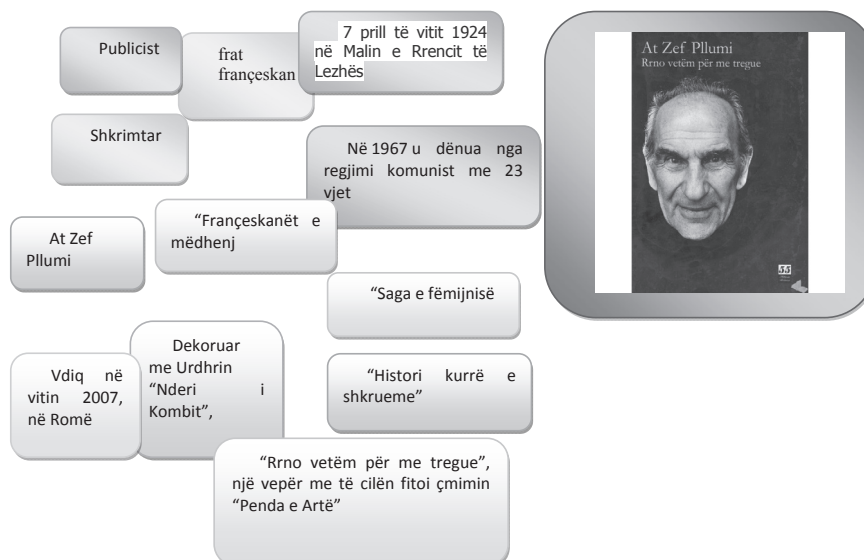 Publicist
frat
françeskan
7 prill të vitit 1924
në Malin e Rrencit të
Lezhës
Shkrimtar
Në 1967 u dënua nga
regjimi komunist me 23
vjet
At Zef
Pllumi
“Françeskanët e
mëdhenj
“Saga e fëmijnisë
Vdiq në
vitin 2007,
në Romë
Dekoruar
me Urdhrin
“Nderi i
Kombit”,
“Histori kurrë e
shkrueme”
“Rrno vetëm për me tregue”,
një vepër me të cilën fitoi çmimin
“Penda e Artë”
At Zef Pllumi
Rrno vetëm për me tregue
55